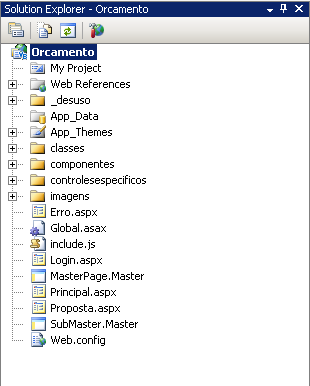 Solution Explorer - Orcamento
Orcamento
My Project
Web References
_desuso
App_Data
App_Themes
classes
componentes
controlesespecificos
imagens
Erro.aspx
Global.asax
include.js
Login.aspx
MasterPage.Master
Principal.aspx
Proposta.aspx
SubMaster.Master
Web.config